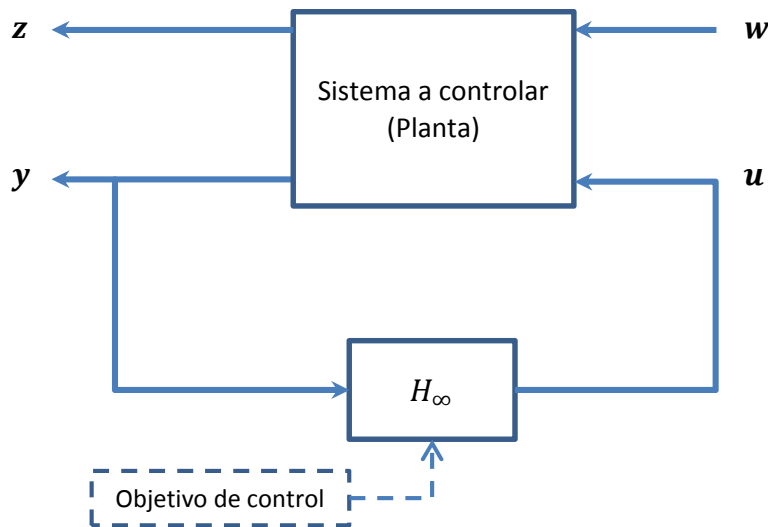 z
w
Sistema a controlar
(Planta)
y
u
H∞
Objetivo de control